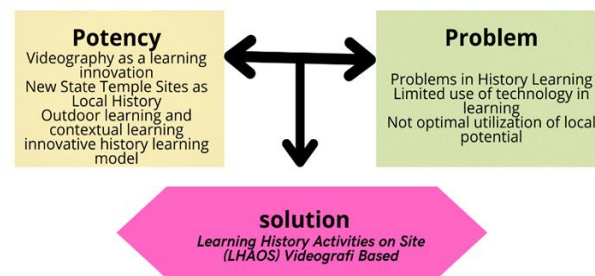 Potency
Videography as a learning
innovation
New State Temple Sites as
Local History
Outdoor learning and
contextual learning
innovative history learning
model
Problem
Problems in History Learning
Limited use of technology in
learning
Not optimal utilization of local
potential
solution
Learning History Activities on Site
(LHAOS) Videografi Based